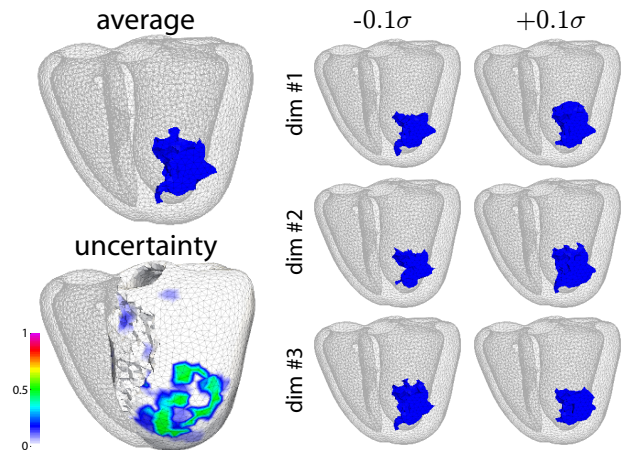 average
uncertainty
1
0.5
0
-0.1σ
+0.1σ
dim #1
dim #2
dim #3